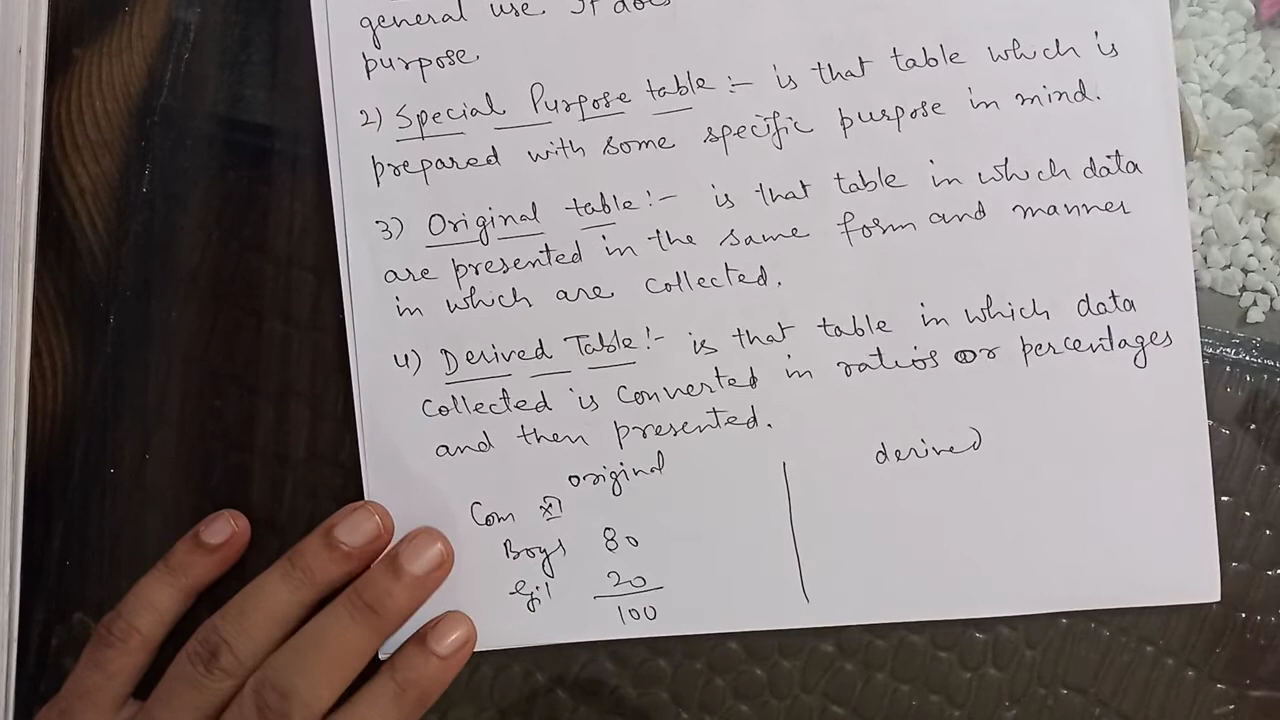 general use. It does
purpose.
2) Special Purpose table :- is that table which is
prepared with some specific purpose in mind.
3) Original table :- is that table in which data
are presented in the same form and manner
in which are collected.
4) Derived Table :- is that table in which data
collected is converted in ratios or percentages
and then presented.
original derived
Com XI
Boys 80
20
100